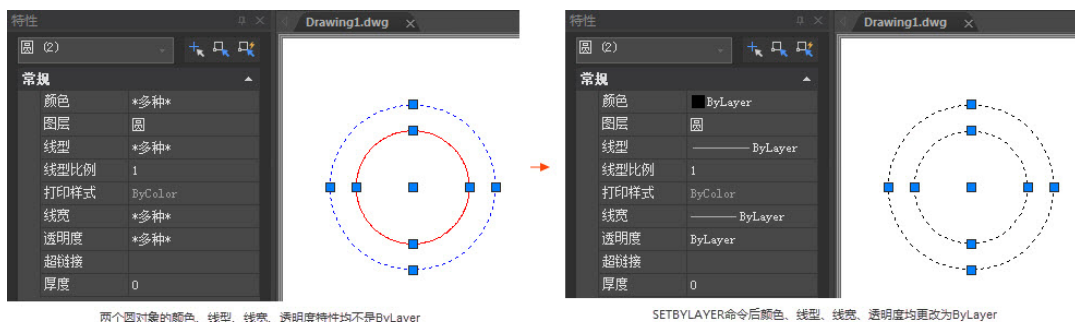 特性
Drawing1.dwg
圆 (2)
常规
颜色 *多种*
图层 圆
线型 *多种*
线型比例 1
打印样式 ByColor
线宽 *多种*
透明度 *多种*
超链接
厚度 0
两个圆对象的颜色、线型、线宽、透明度特性均不是ByLayer
特性
Drawing1.dwg
圆 (2)
常规
颜色 ByLayer
图层 圆
线型 ByLayer
线型比例 1
打印样式 ByColor
线宽 ByLayer
透明度 ByLayer
超链接
厚度 0
SETBYLAYER命令后颜色、线型、线宽、透明度均更改为ByLayer